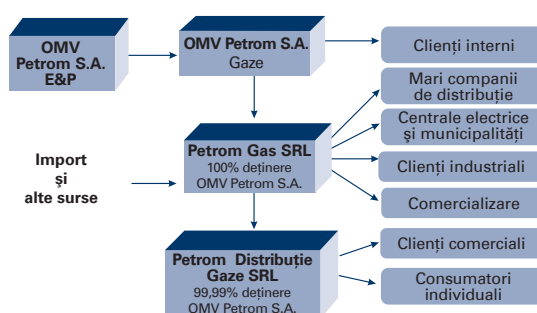 OMV
Petrom S.A.
E&P
OMV Petrom S.A.
Gaze
Clienți interni
Mari companii
de distribuție
Centrale electrice
şi municipalități
Petrom Gas SRL
100% deținere
OMV Petrom S.A.
Import
şi
alte surse
Clienți industriali
Comercializare
Petrom Distribuție
Gaze SRL
99,99% deținere
OMV Petrom S.A.
Clienți comerciali
Consumatori
individuali